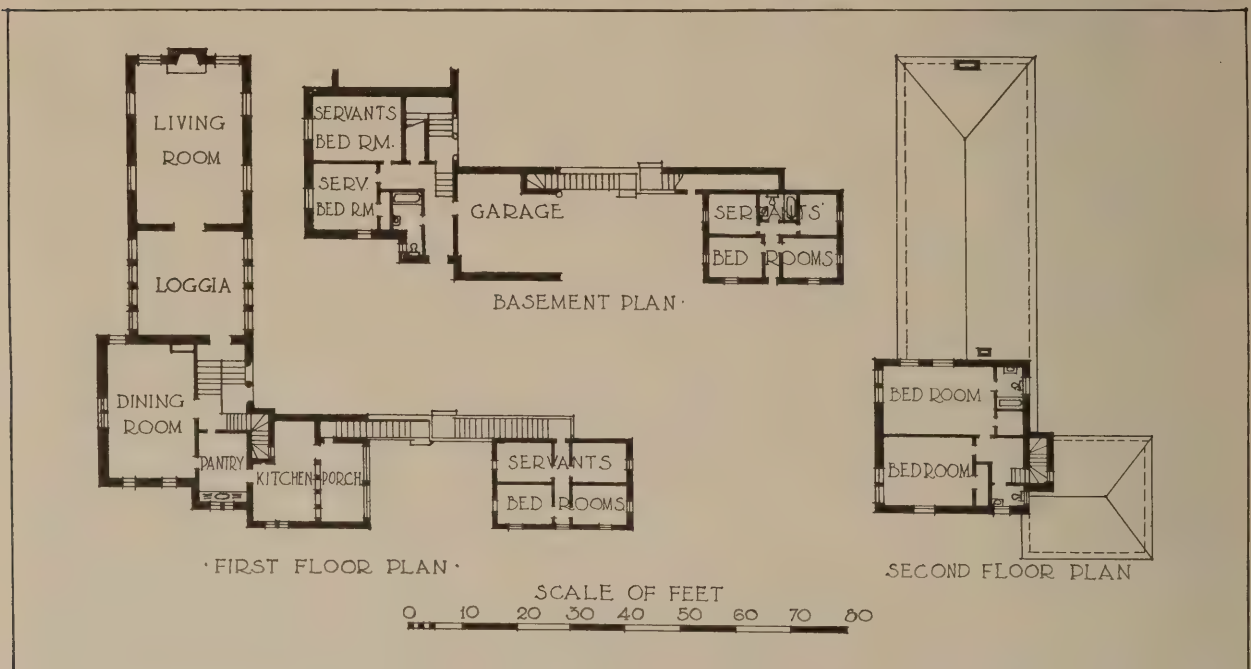 LIVING
ROOM
LOGGIA
DINING
ROOM
PANTRY
KITCHEN
PORCH
SERVANTS
BED ROOMS
·FIRST FLOOR PLAN·
SERVANTS
BED RM.
SERV.
BED RM
GARAGE
SERVANTS'
BED ROOMS
BASEMENT PLAN·
BED ROOM
BED ROOM
SECOND FLOOR PLAN
SCALE OF FEET
0 10 20 30 40 50 60 70 80